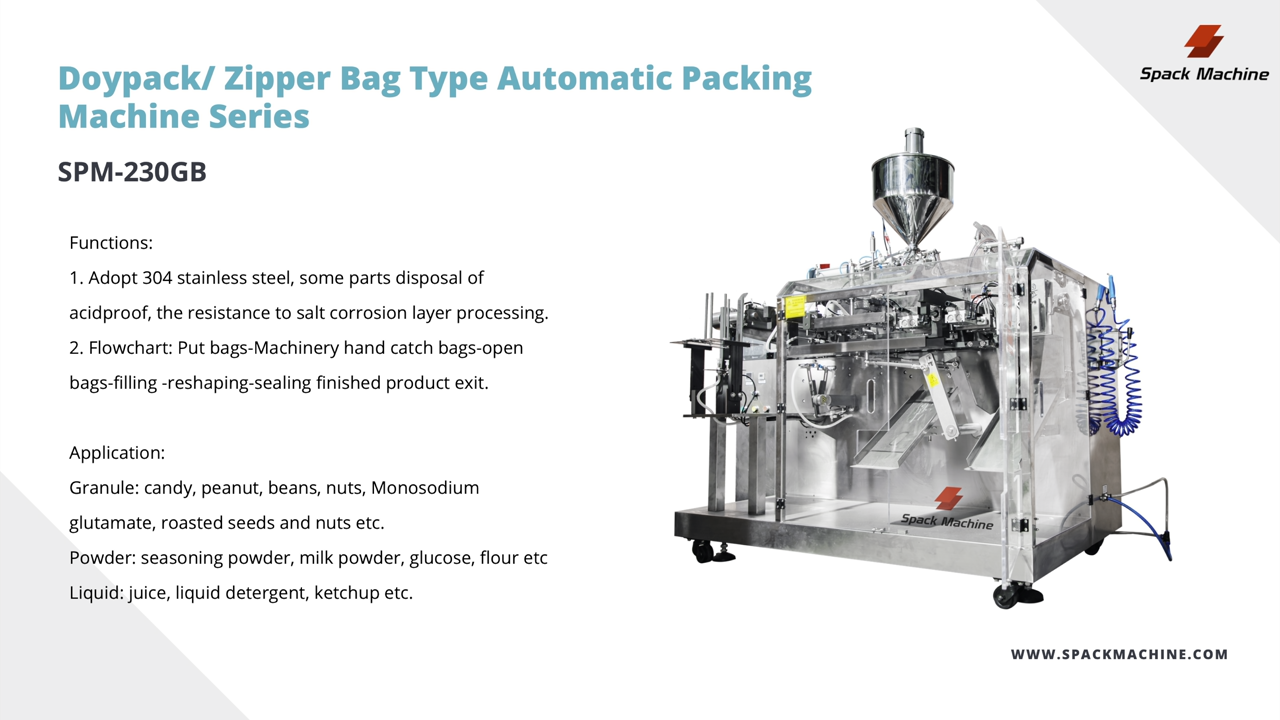 Spack Machine
Doypack/ Zipper Bag Type Automatic Packing
Machine Series
SPM-230GB
Functions:
1. Adopt 304 stainless steel, some parts disposal of
acidproof, the resistance to salt corrosion layer processing.
2. Flowchart: Put bags-Machinery hand catch bags-open
bags-filling -reshaping-sealing finished product exit.
Application:
Granule: candy, peanut, beans, nuts, Monosodium
glutamate, roasted seeds and nuts etc.
Powder: seasoning powder, milk powder, glucose, flour etc
Liquid: juice, liquid detergent, ketchup etc.
Spack Machine
WWW.SPACKMACHINE.COM